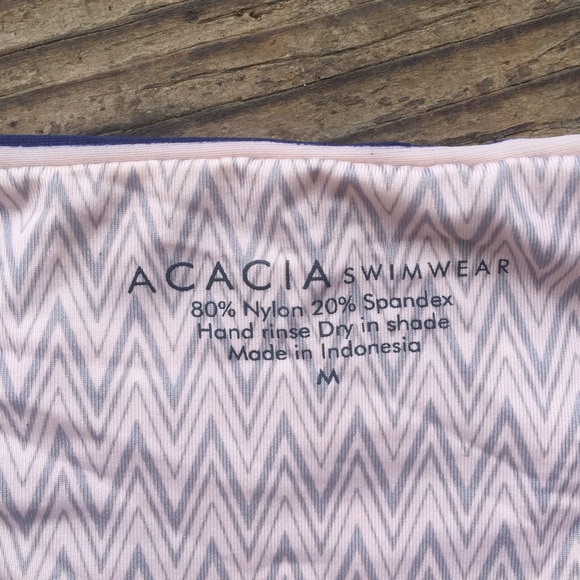 ACACIA SWIMWEAR
80% Nylon 20% Spandex
Hand rinse Dry in shade
Made in Indonesia
M